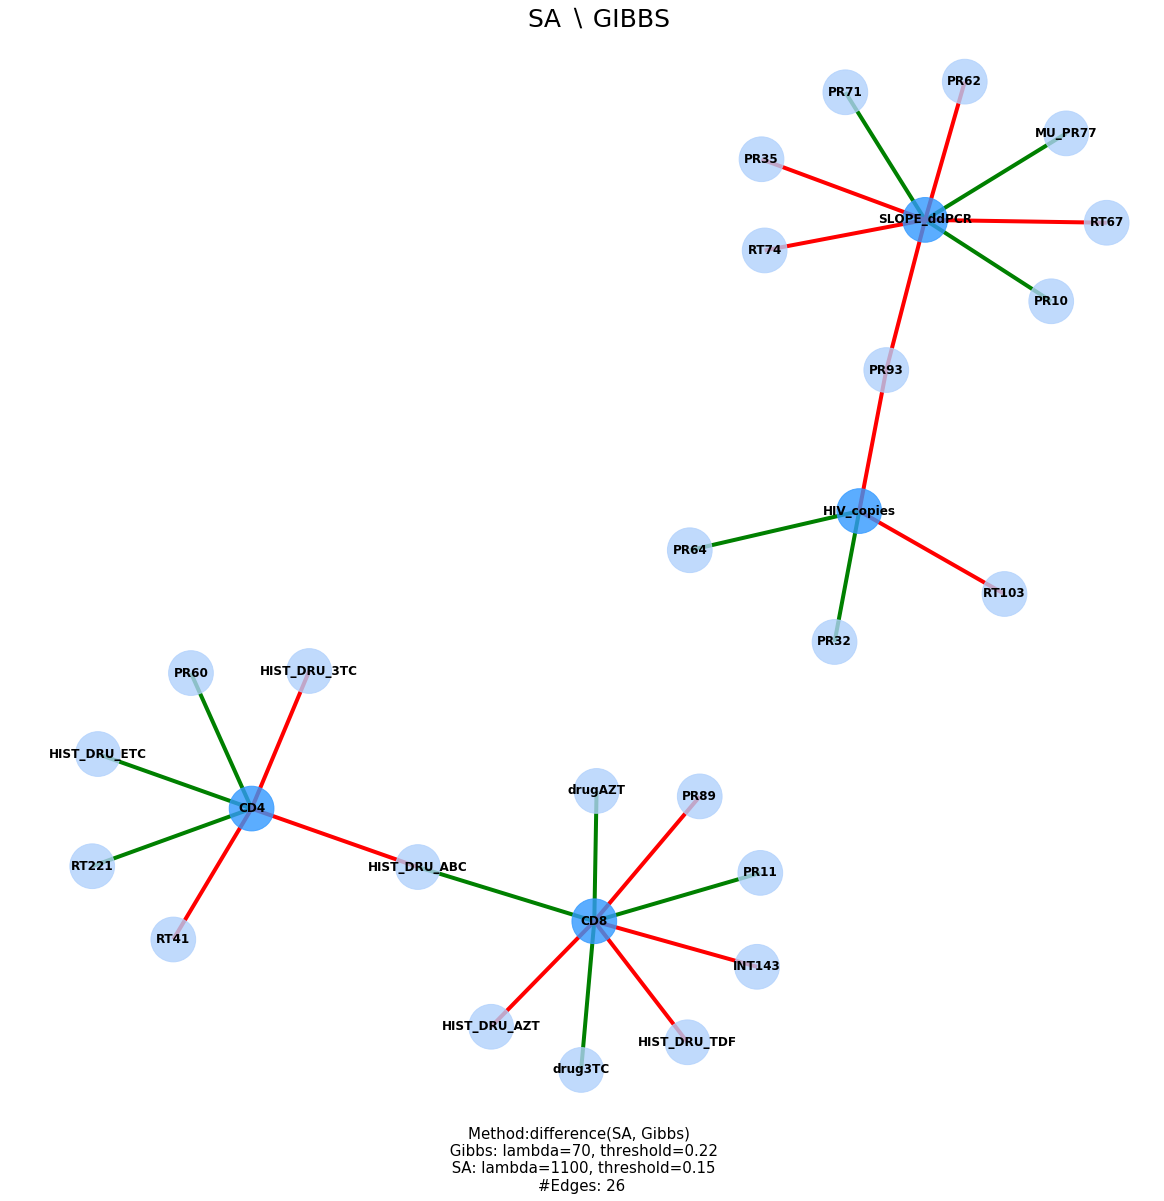 SA \ GIBBS
PR62
PR71
MU_PR77
PR35
SLOPE_ddPCR
RT67
RT74
PR10
PR93
HIV_copies
PR64
RT103
PR32
PR60
HIST_DRU_3TC
HIST_DRU_ETC
drugAZT
PR89
CD4
RT221
HIST_DRU_ABC
PR11
CD8
RT41
INT143
HIST_DRU_AZT
HIST_DRU_TDF
drug3TC
Method:difference(SA, Gibbs)
Gibbs: lambda=70, threshold=0.22
SA: lambda=1100, threshold=0.15
#Edges: 26